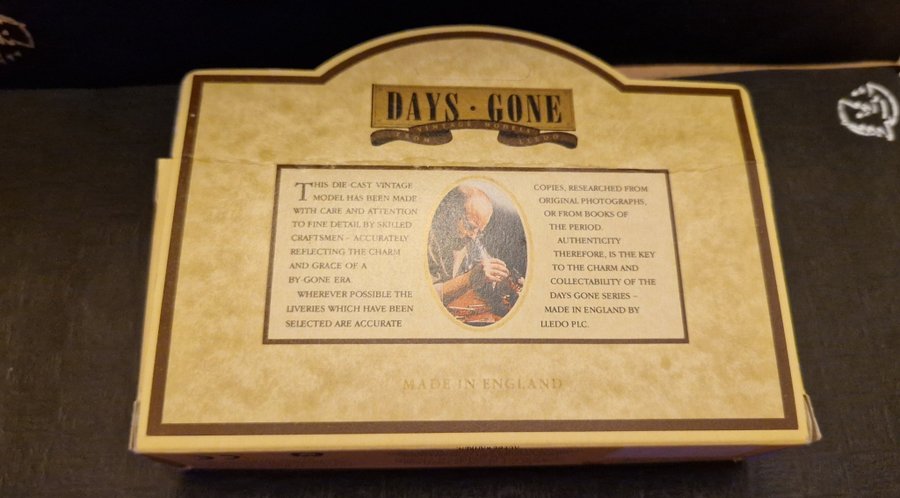 DAYS · GONE
VINTAGE MODELS
FROM LLEDO
THIS DIE-CAST VINTAGE
MODEL HAS BEEN MADE
WITH CARE AND ATTENTION
TO FINE DETAIL BY SKILLED
CRAFTSMEN – ACCURATELY
REFLECTING THE CHARM
AND GRACE OF A
BY-GONE ERA
WHEREVER POSSIBLE THE
LIVERIES WHICH HAVE BEEN
SELECTED ARE ACCURATE
COPIES, RESEARCHED FROM
ORIGINAL PHOTOGRAPHS,
OR FROM BOOKS OF
THE PERIOD.
AUTHENTICITY
THEREFORE, IS THE KEY
TO THE CHARM AND
COLLECTABILITY OF THE
DAYS GONE SERIES –
MADE IN ENGLAND BY
LLEDO PLC.
MADE IN ENGLAND